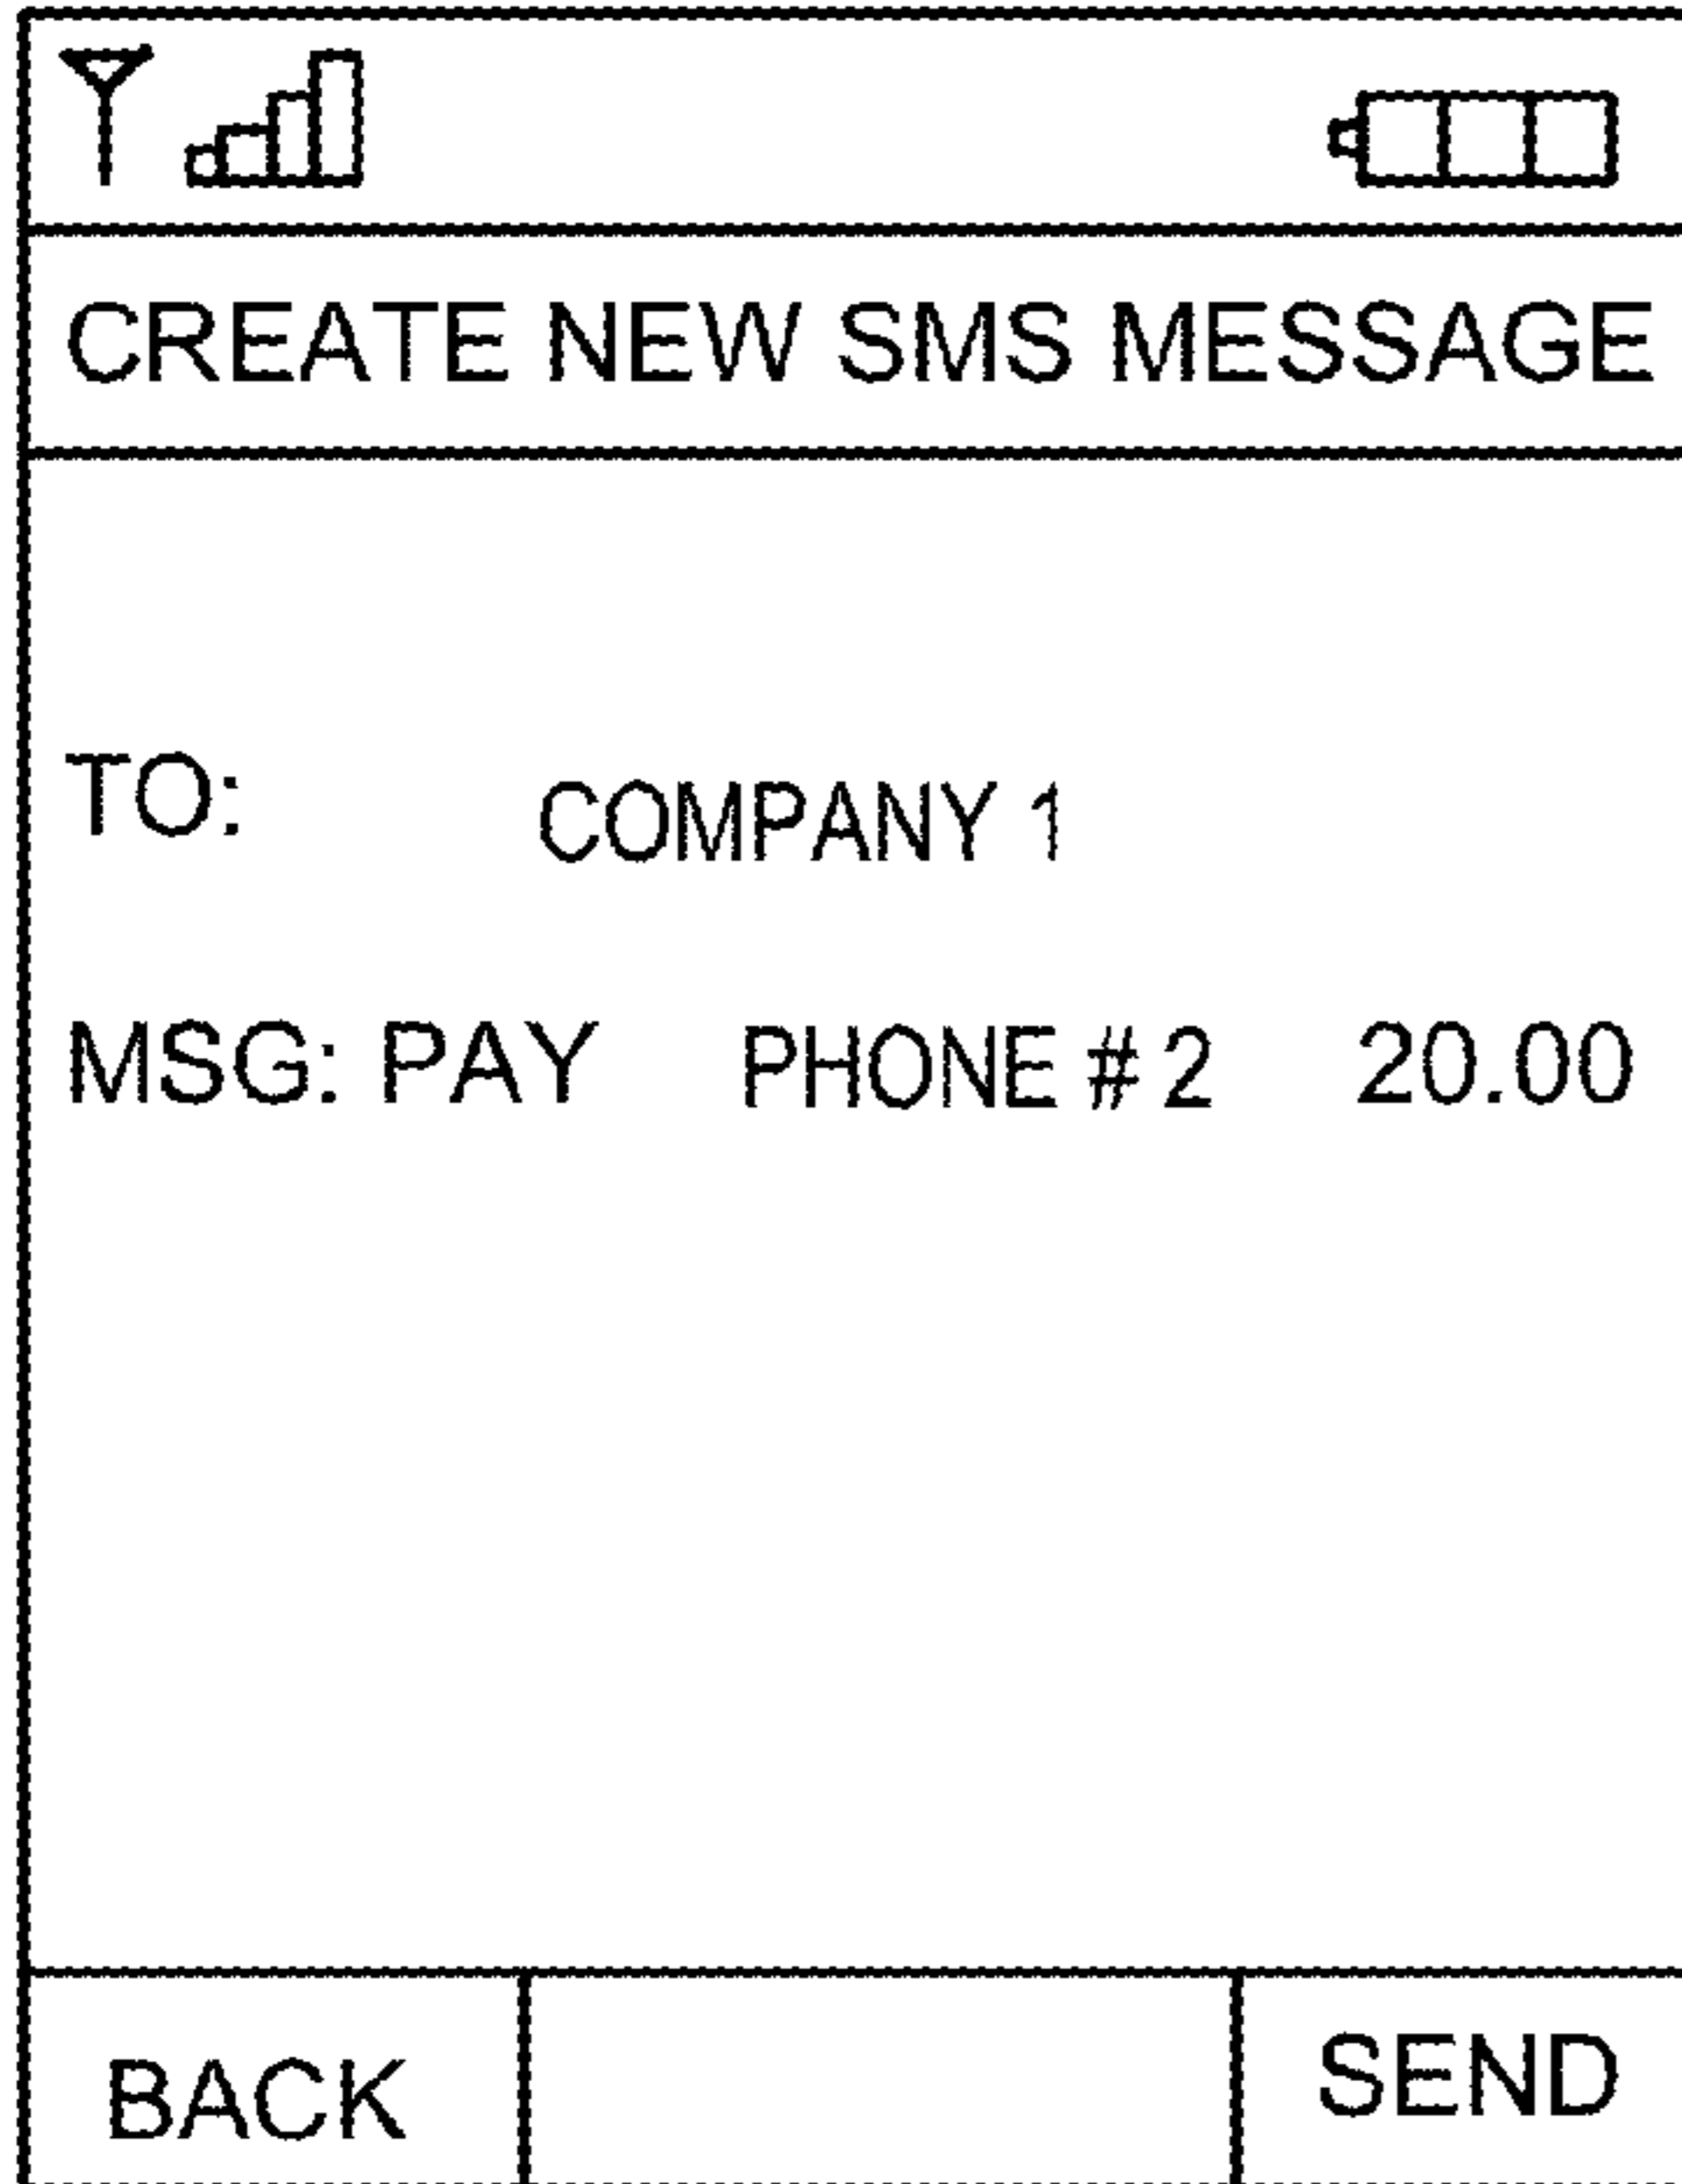 CREATE NEW SMS MESSAGE
TO: COMPANY 1
MSG: PAY PHONE #2 20.00
BACK SEND